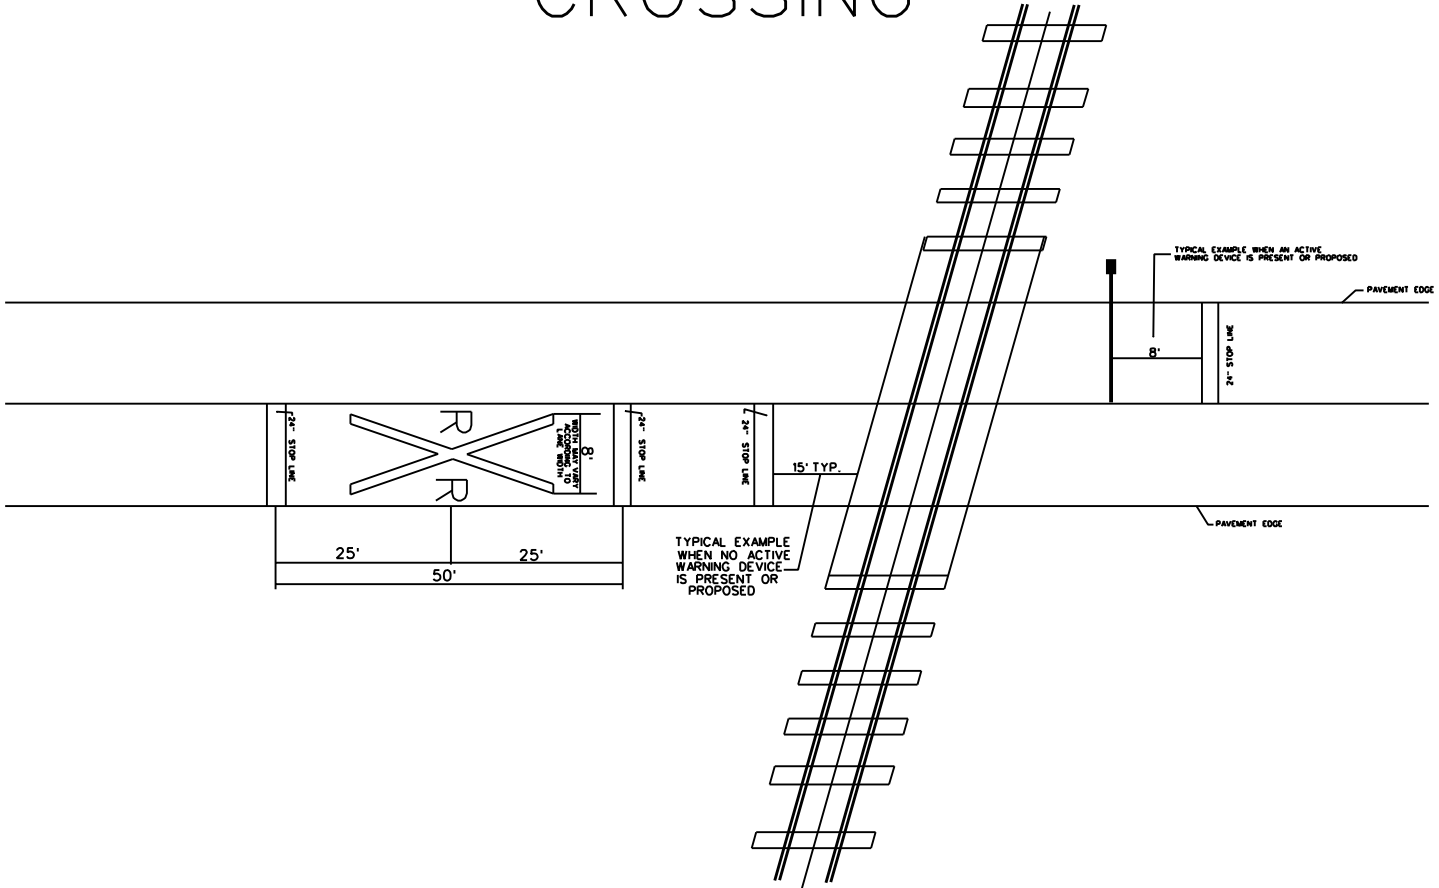 CROSSING
TYPICAL EXAMPLE WHEN AN ACTIVE
WARNING DEVICE IS PRESENT OR PROPOSED
PAVEMENT EDGE
8'
24" STOP LINE
24" STOP LINE
R
R
8'
WIDTH MAY VARY
ACCORDING TO
LANE WIDTH
24" STOP LINE
24" STOP LINE
15' TYP.
PAVEMENT EDGE
TYPICAL EXAMPLE
WHEN NO ACTIVE
WARNING DEVICE
IS PRESENT OR
PROPOSED
25'
25'
50'